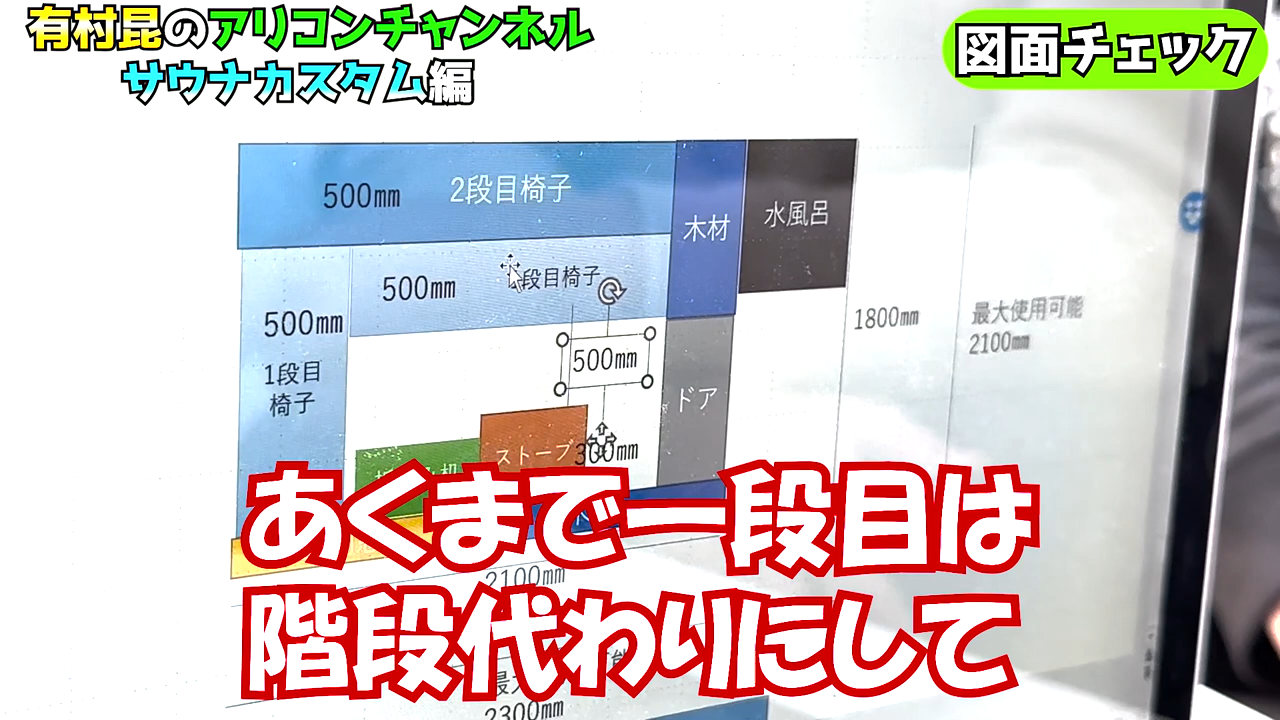 有村昆のアリコンチャンネル
サウナカスタム編
図面チェック
500mm 2段目椅子
木材
水風呂
500mm
段目椅子
500mm
1段目
椅子
500mm
1800mm
最大使用可能
2100mm
ドア
ストーブ
300mm
机
あくまで一段目は
2100mm
階段代わりにして
最
能
2300mm